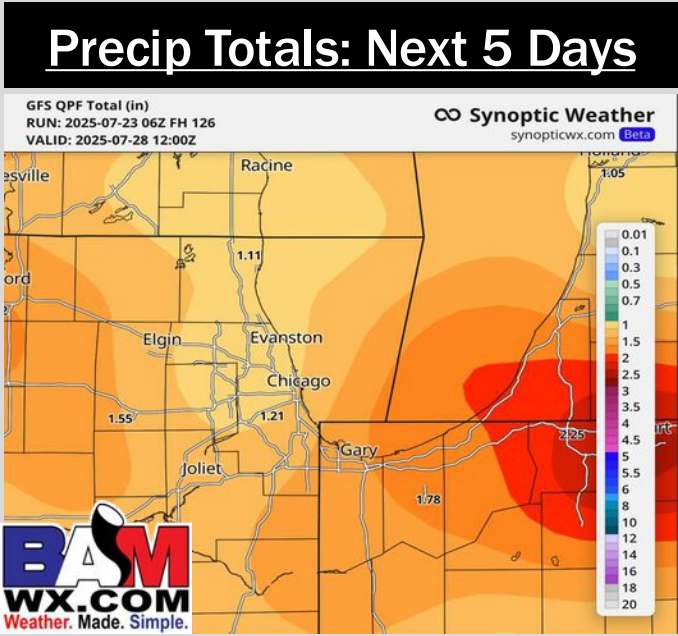 Precip Totals: Next 5 Days
GFS QPF Total (in)
RUN: 2025-07-23 06Z FH 126
VALID: 2025-07-28 12:00Z
Synoptic Weather
synopticwx.com Beta
Holland
1.05
esville
Racine
0.01
0.1
0.3
0.5
0.7
1
1.5
2
2.5
3
3.5
4
4.5
5
5.5
6
8
10
12
14
16
18
20
1.11
ord
Elgin
Evanston
Chicago
1.55
1.21
2.25
art
Gary
Joliet
1.78
BAM
WX.COM
Weather. Made. Simple.